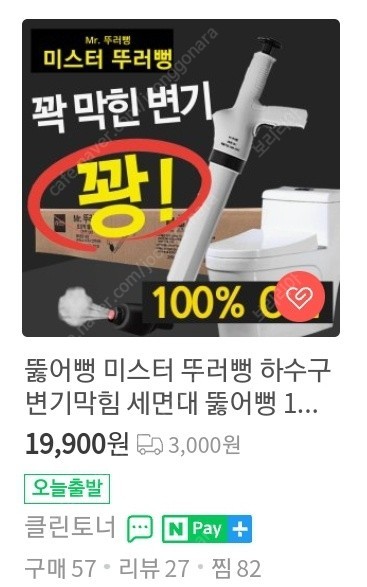 Mr. 뚜러뻥
미스터 뚜러뻥
꽉 막힌 변기
꽝!
Mr. 뚜
100%
뚫어뻥 미스터 뚜러뻥 하수구
변기막힘 세면대 뚫어뻥 1...
19,900원 3,000원
오늘출발
클린토너 N Pay +
구매 57 • 리뷰 27 • 찜 82